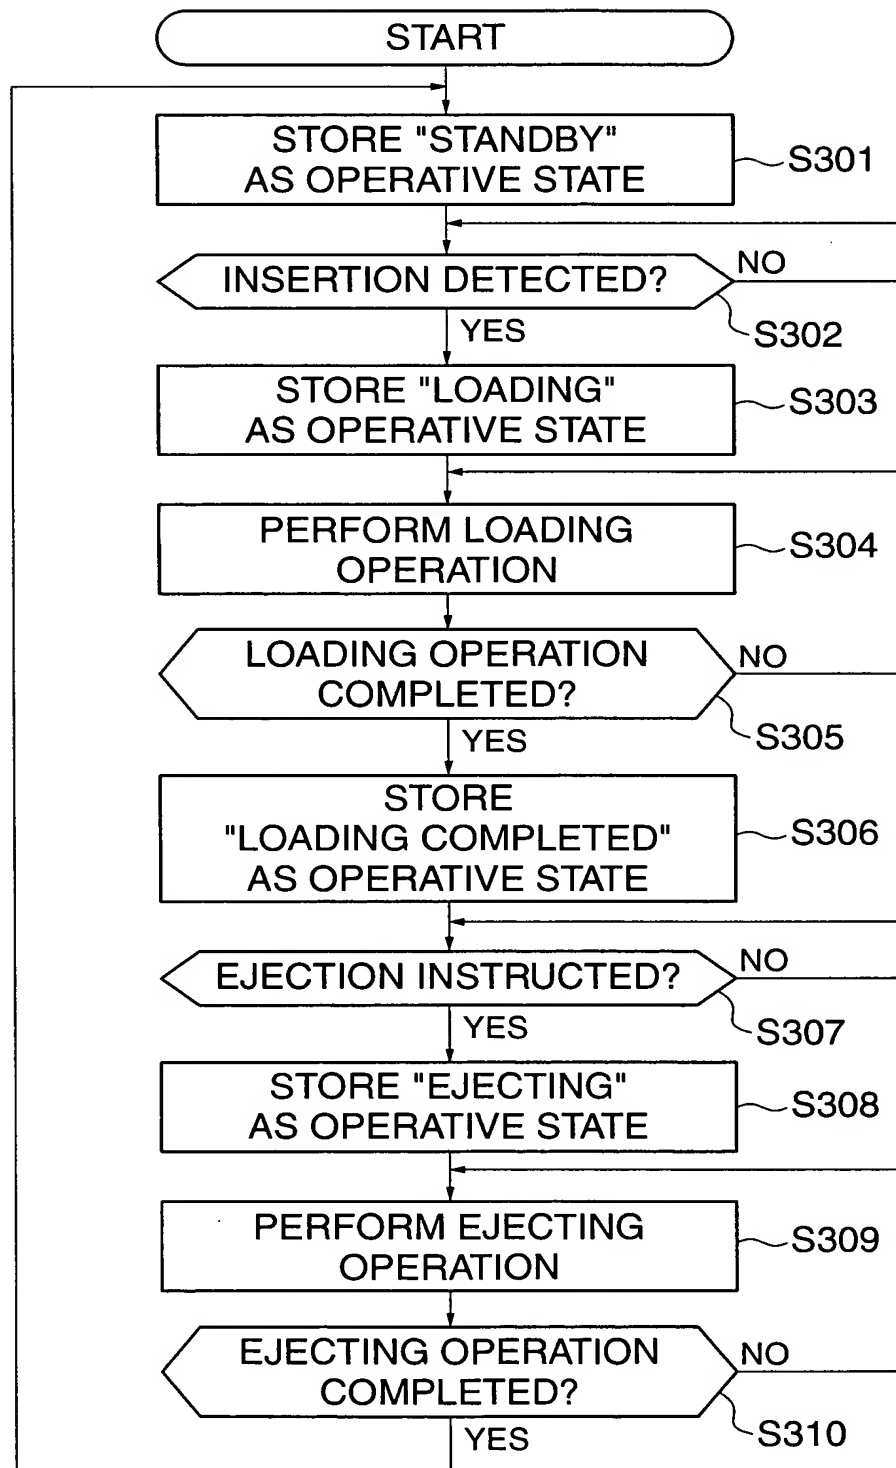 START
STORE "STANDBY"
AS OPERATIVE STATE
S301
INSERTION DETECTED?
NO
S302
YES
STORE "LOADING"
AS OPERATIVE STATE
S303
PERFORM LOADING
OPERATION
S304
LOADING OPERATION
COMPLETED?
NO
S305
YES
STORE
"LOADING COMPLETED"
AS OPERATIVE STATE
S306
EJECTION INSTRUCTED?
NO
S307
YES
STORE "EJECTING"
AS OPERATIVE STATE
S308
PERFORM EJECTING
OPERATION
S309
EJECTING OPERATION
COMPLETED?
NO
S310
YES